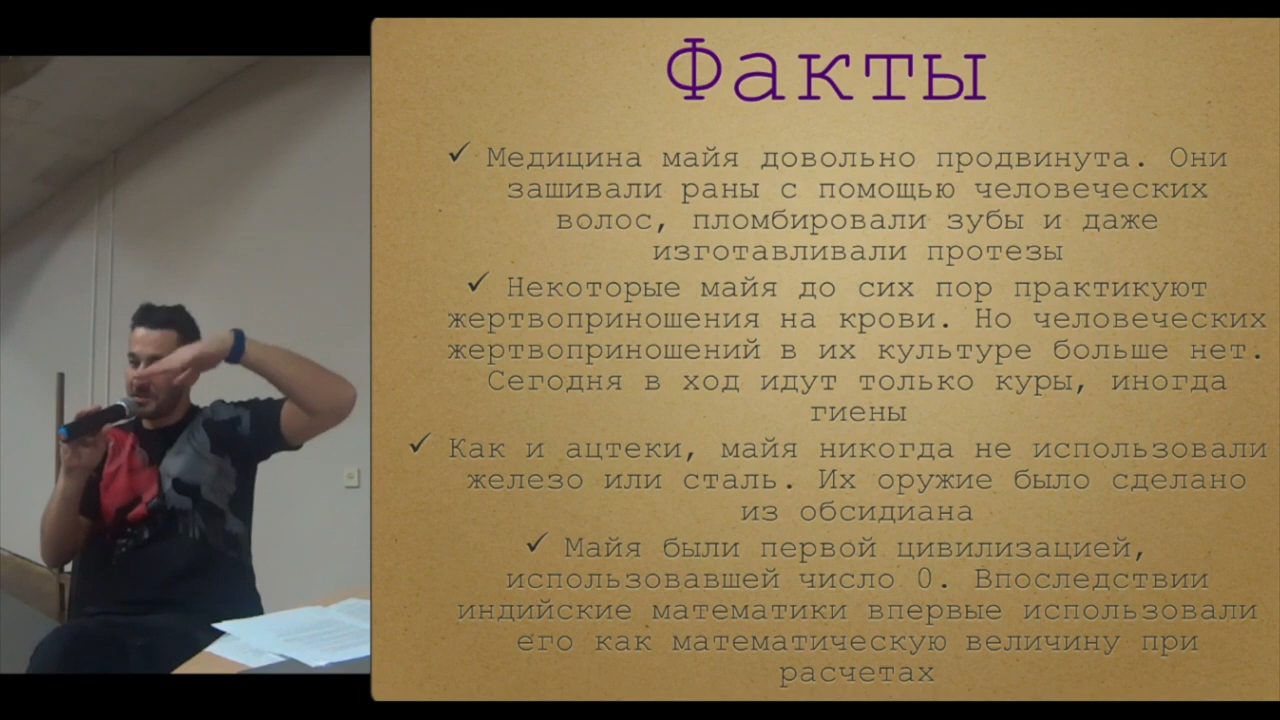 Факты
✓ Медицина майя довольно продвинута. Они
зашивали раны с помощью человеческих
волос, пломбировали зубы и даже
изготавливали протезы
✓ Некоторые майя до сих пор практикуют
жертвоприношения на крови. Но человеческих
жертвоприношений в их культуре больше нет.
Сегодня в ход идут только куры, иногда
гиены
✓ Как и ацтеки, майя никогда не использовали
железо или сталь. Их оружие было сделано
из обсидиана
✓ Майя были первой цивилизацией,
использовавшей число 0. Впоследствии
индийские математики впервые использовали
его как математическую величину при
расчетах